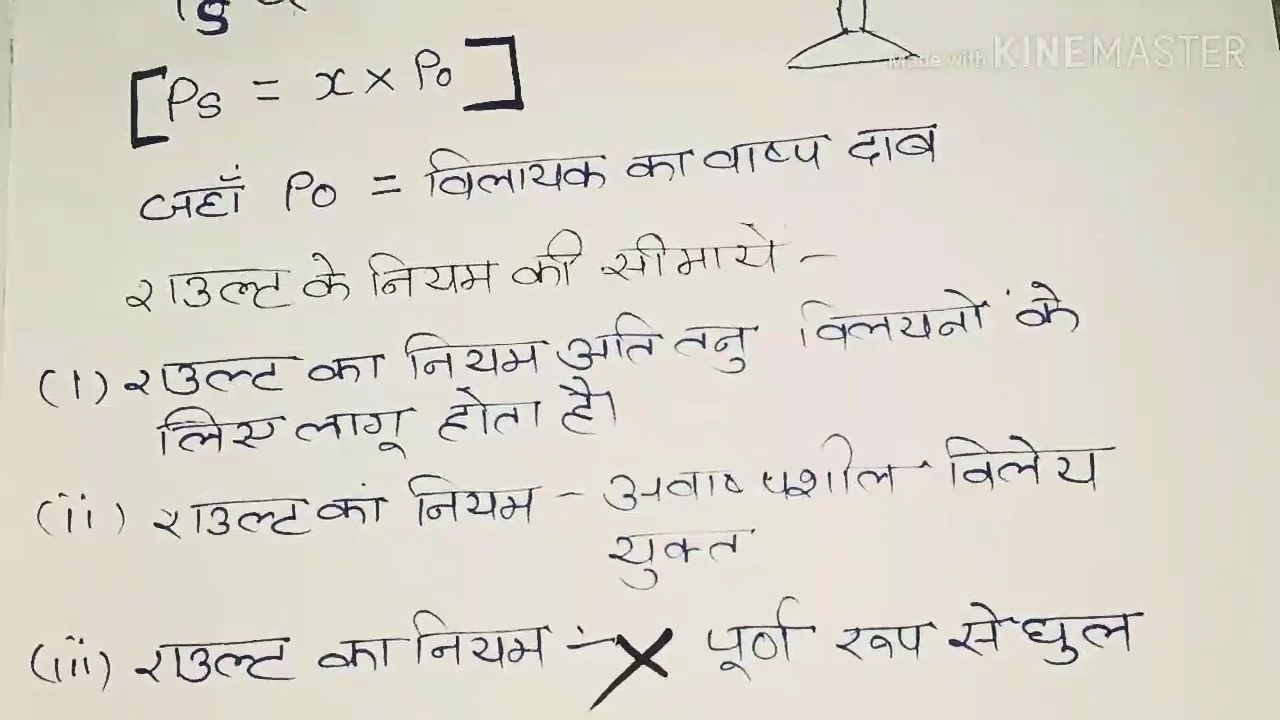 [Ps = x × Po]
Made with KINEMASTER
जहाँ Po = विलायक का वाष्प दाब
राउल्ट के नियम की सीमाये -
(i) राउल्ट का नियम अति तनु विलयनों के
लिए लागू होता है।
(ii) राउल्ट का नियम - अवाष्पशील विलेय
युक्त
(iii) राउल्ट का नियम :- X पूर्ण रूप से घुल